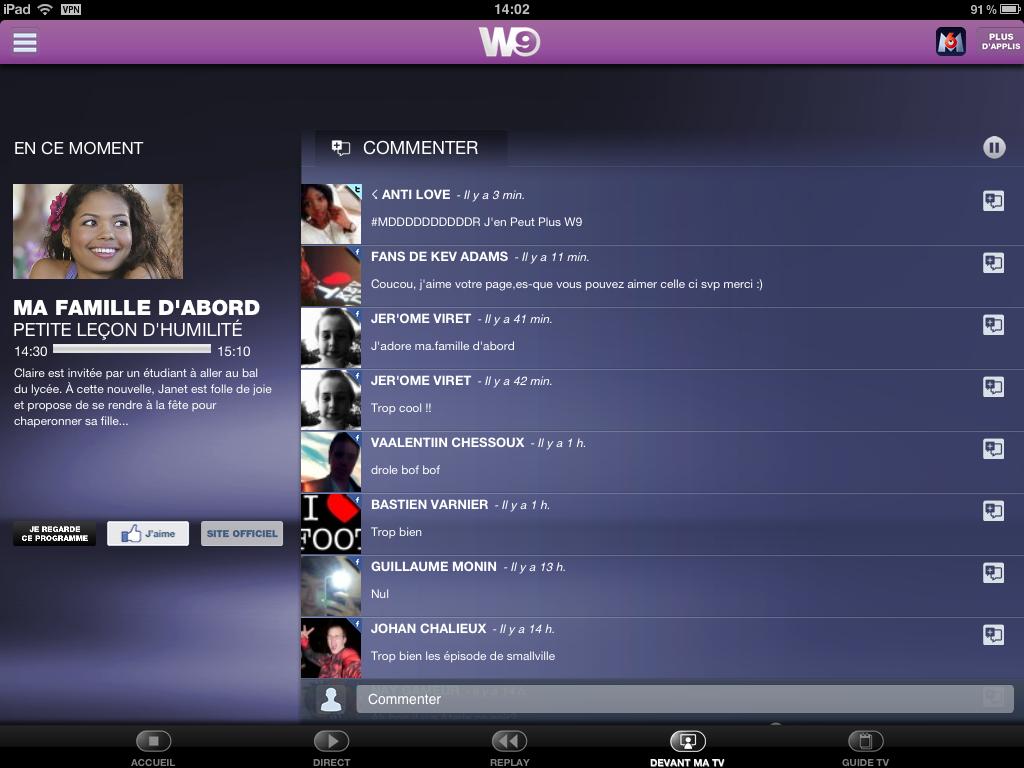 iPad VPN 14:02 91 %
W9 M6 PLUS D'APPLIS
EN CE MOMENT
MA FAMILLE D'ABORD
PETITE LEÇON D'HUMILITÉ
14:30 15:10
Claire est invitée par un étudiant à aller au bal
du lycée. À cette nouvelle, Janet est folle de joie
et propose de se rendre à la fête pour
chaperonner sa fille...
JE REGARDE
CE PROGRAMME
J'aime
SITE OFFICIEL
COMMENTER
☇ ANTI LOVE - Il y a 3 min.
#MDDDDDDDDDDR J'en Peut Plus W9
FANS DE KEV ADAMS - Il y a 11 min.
Coucou, j'aime votre page,es-que vous pouvez aimer celle ci svp merci :)
JER'OME VIRET - Il y a 41 min.
J'adore ma.famille d'abord
JER'OME VIRET - Il y a 42 min.
Trop cool !!
VAALENTIIN CHESSOUX - Il y a 1 h.
drole bof bof
I FOOT
BASTIEN VARNIER - Il y a 1 h.
Trop bien
GUILLAUME MONIN - Il y a 13 h.
Nul
JOHAN CHALIEUX - Il y a 14 h.
Trop bien les épisode de smallville
Commenter
ACCUEIL
DIRECT
REPLAY
DEVANT MA TV
GUIDE TV